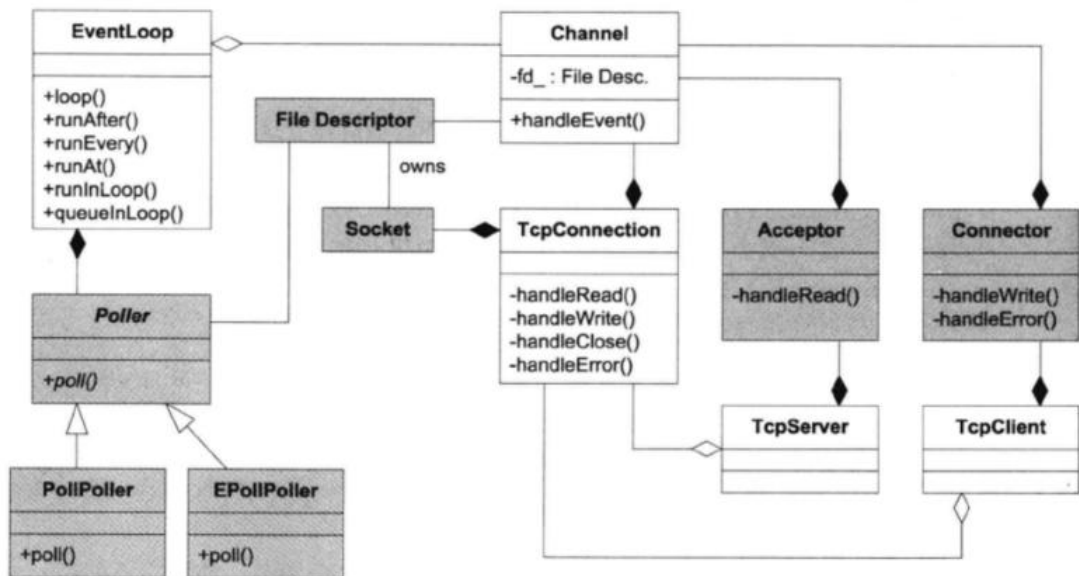 EventLoop
+loop()
+runAfter()
+runEvery()
+runAt()
+runInLoop()
+queueInLoop()
Channel
-fd_ : File Desc.
+handleEvent()
File Descriptor
owns
Socket
TcpConnection
-handleRead()
-handleWrite()
-handleClose()
-handleError()
Acceptor
-handleRead()
Connector
-handleWrite()
-handleError()
Poller
+poll()
TcpServer
TcpClient
PollPoller
+poll()
EPollPoller
+poll()